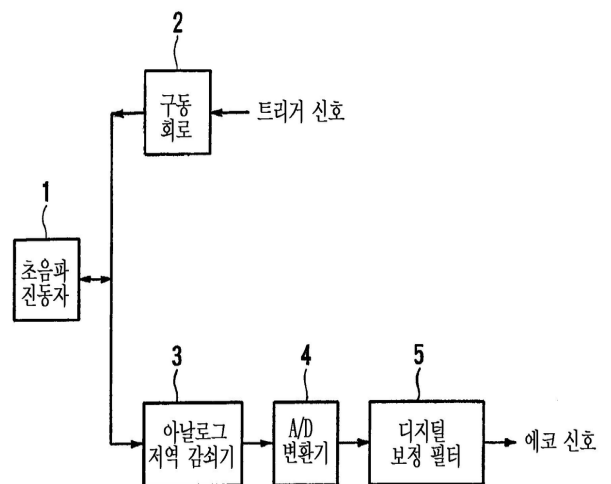 2
구동
회로
트리거 신호
1
초음파
진동자
3
아날로그
저역 감쇠기
4
A/D
변환기
5
디지털
보정 필터
에코 신호